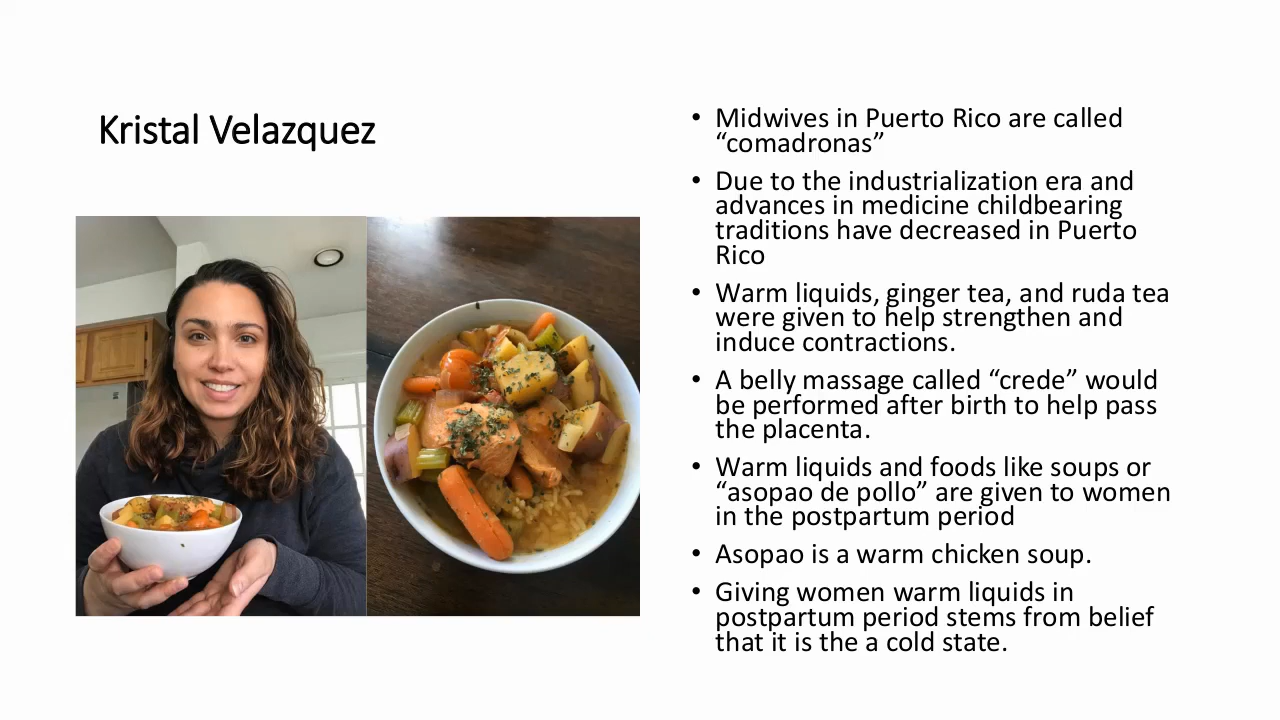 Kristal Velazquez
• Midwives in Puerto Rico are called
“comadronas”
• Due to the industrialization era and
advances in medicine childbearing
traditions have decreased in Puerto
Rico
• Warm liquids, ginger tea, and ruda tea
were given to help strengthen and
induce contractions.
• A belly massage called “crede” would
be performed after birth to help pass
the placenta.
• Warm liquids and foods like soups or
“asopao de pollo” are given to women
in the postpartum period
• Asopao is a warm chicken soup.
• Giving women warm liquids in
postpartum period stems from belief
that it is the a cold state.